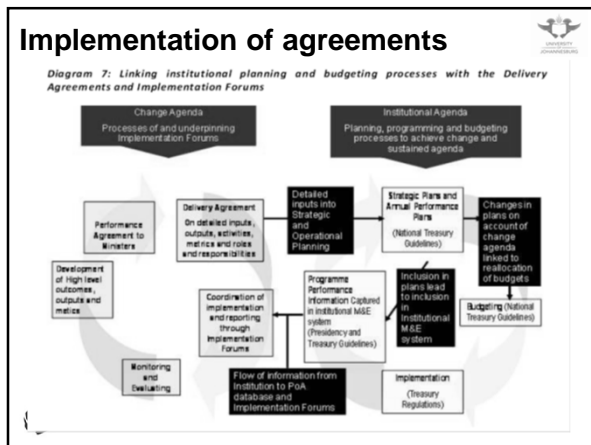 Implementation of agreements
UNIVERSITY
OF
JOHANNESBURG
Diagram 7: Linking institutional planning and budgeting processes with the Delivery
Agreements and Implementation Forums
Change Agenda
Processes of and underpinning
Implementation Forums
Institutional Agenda
Planning, programming and budgeting
processes to achieve change and
sustained agenda
Performance
Agreement to
Ministers
Delivery Agreement
On detailed inputs,
outputs, activities,
metrics and roles
and responsibilities
Detailed
inputs into
Strategic
and
Operational
Planning
Strategic Plans and
Annual Performance
Plans
(National Treasury
Guidelines)
Changes in
plans on
account of
change
agenda
linked to
reallocation
of budgets
Development
of High level
outcomes,
outputs and
metics
Coordination of
implementation
and reporting
through
Implementation
Forums
Programme
Performance
Information Captured
in institutional M&E
system
(Presidency and
Treasury Guidelines)
Inclusion in
plans lead to
inclusion in
Institutional
M&E
system
Budgeting (National
Treasury Guidelines)
Monitoring
and
Evaluating
Flow of information from
Institution to PoA
database and
Implementation Forums
Implementation
(Treasury
Regulations)